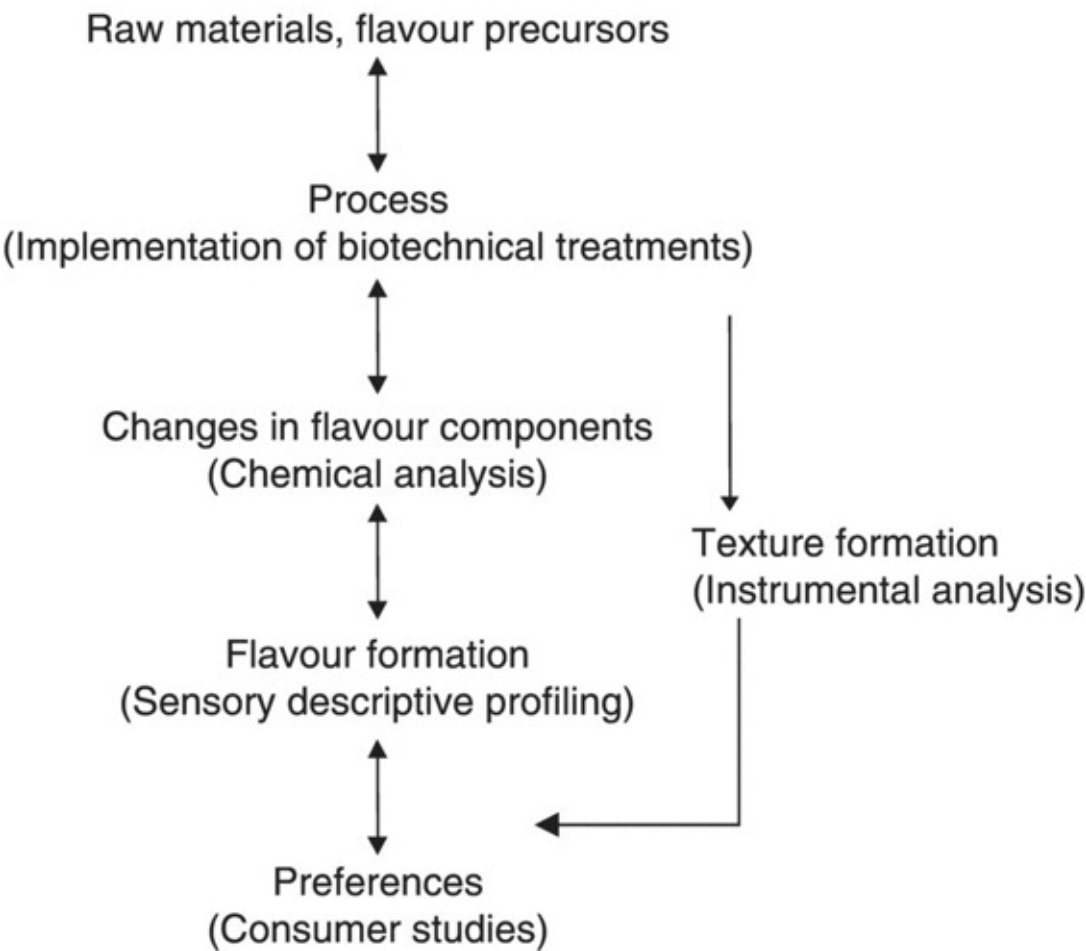 Raw materials, flavour precursors
Process
(Implementation of biotechnical treatments)
Changes in flavour components
(Chemical analysis)
Texture formation
(Instrumental analysis)
Flavour formation
(Sensory descriptive profiling)
Preferences
(Consumer studies)